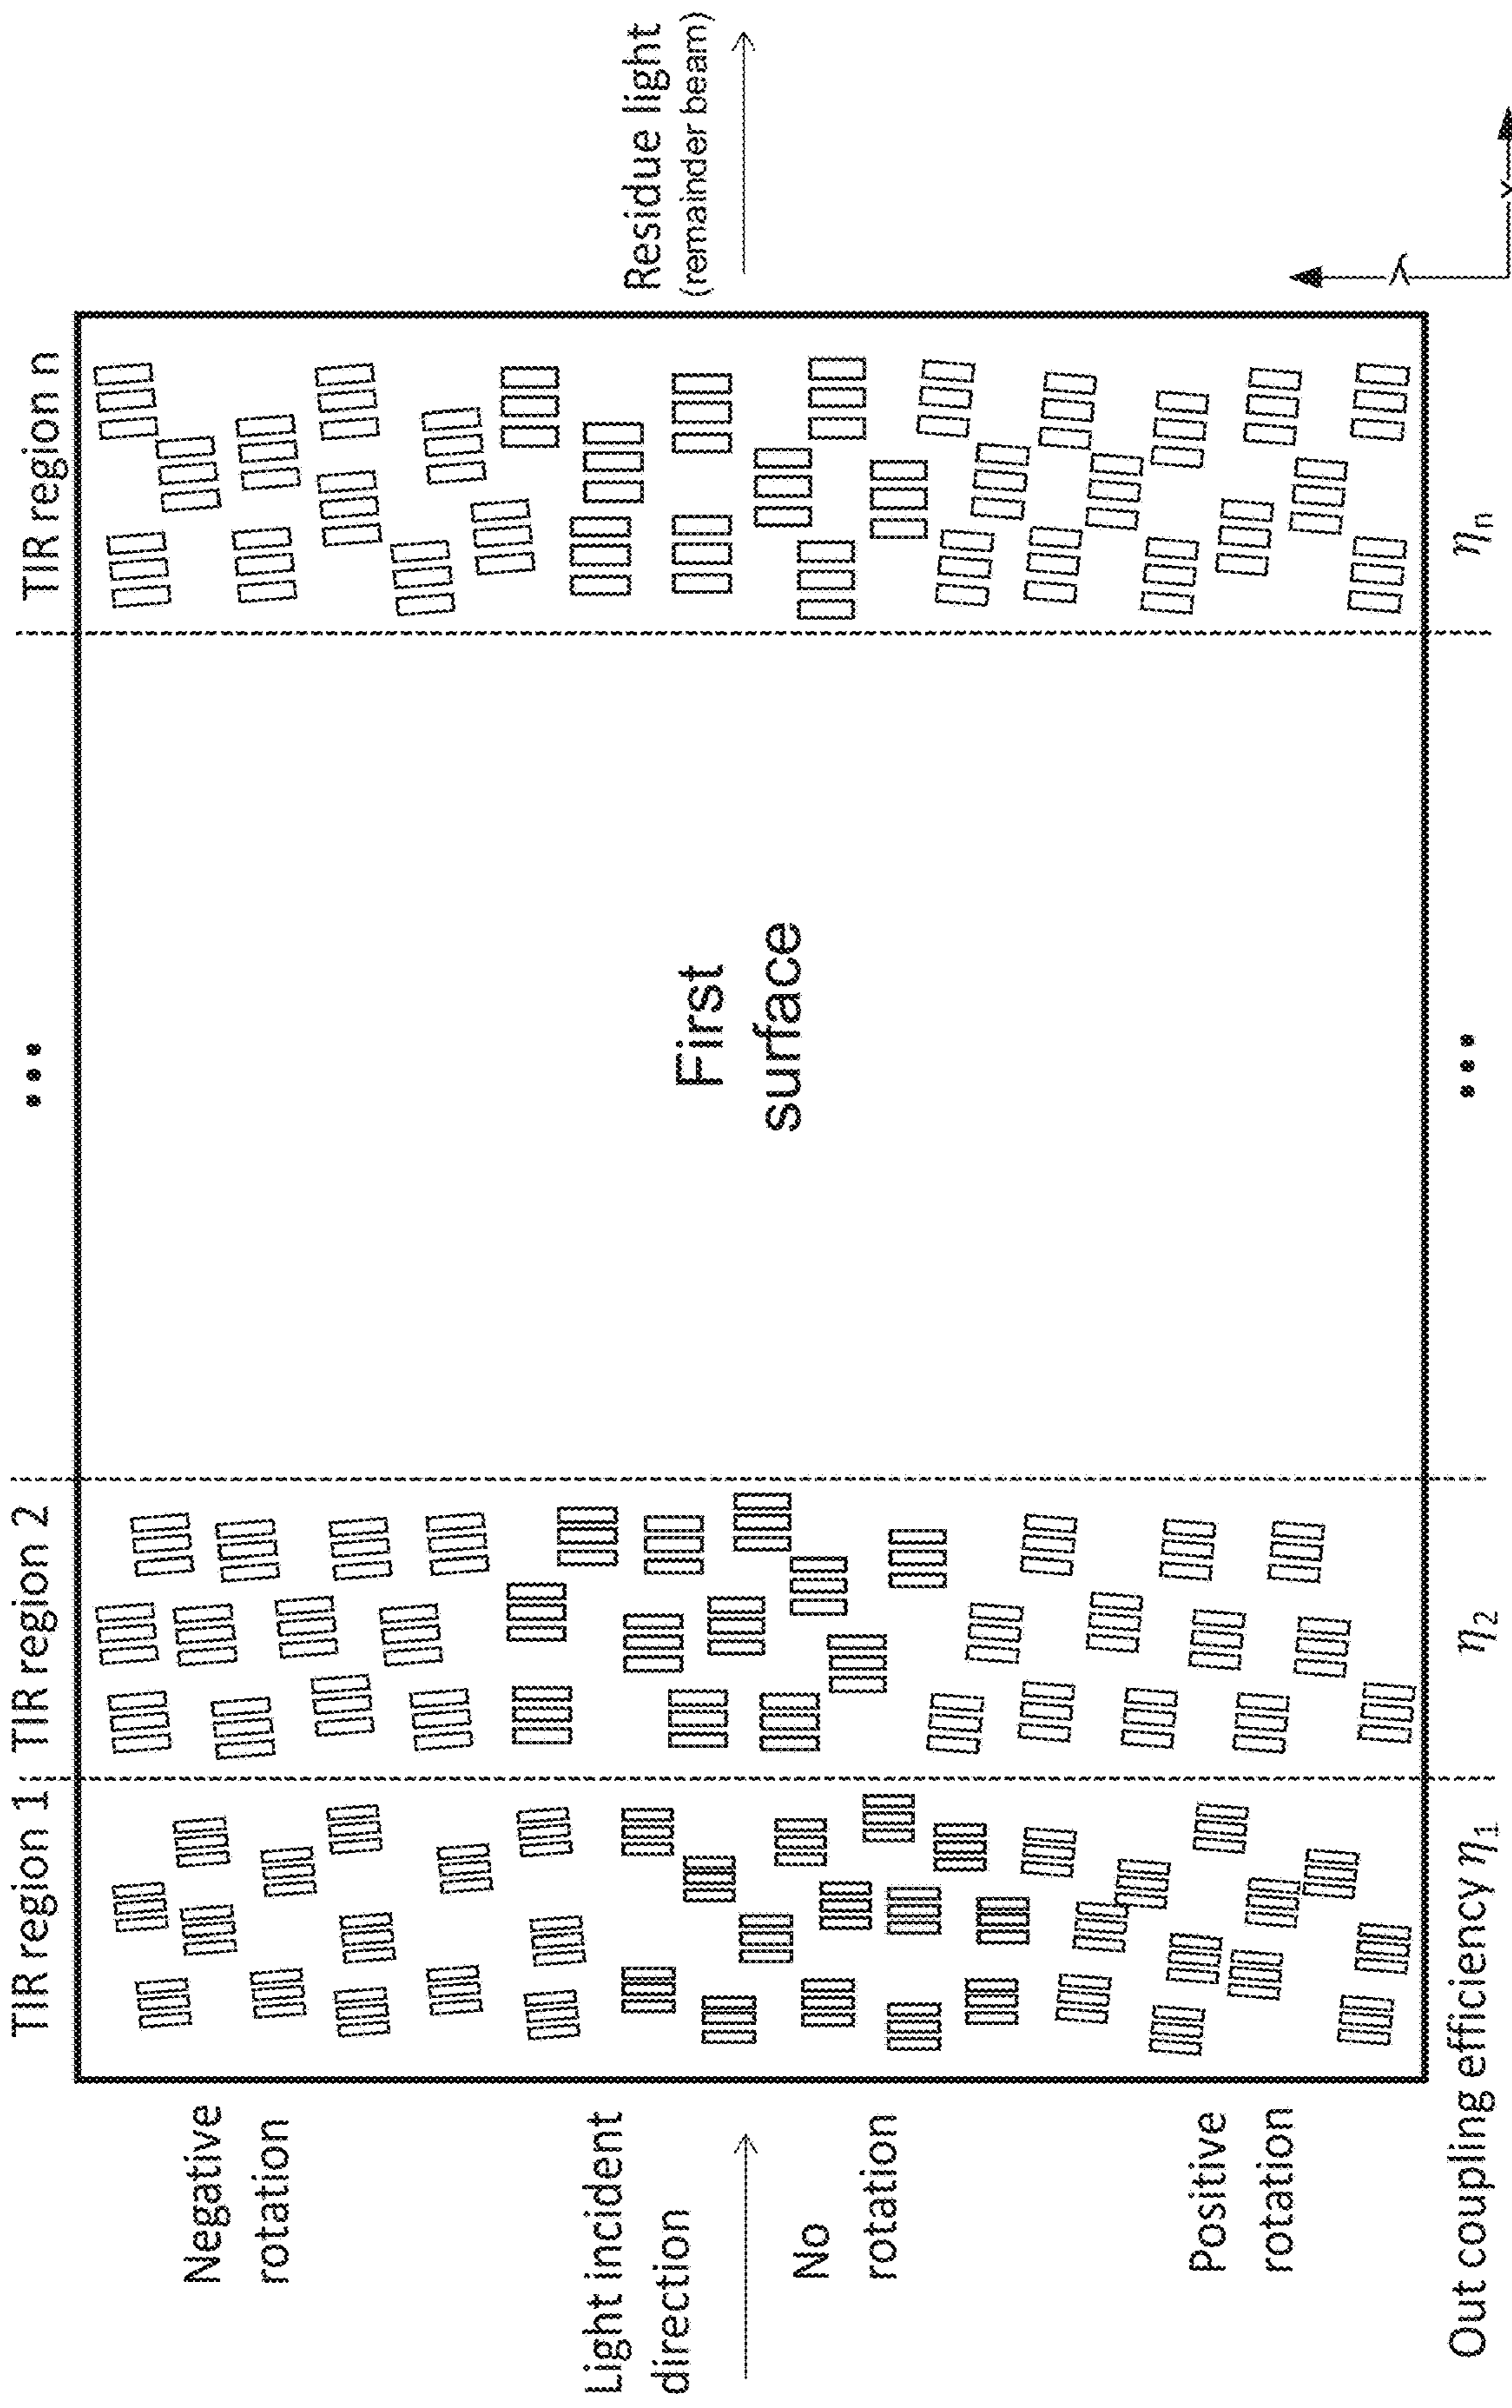 TIR region 1 TIR region 2 ••• TIR region n
Negative
rotation
Light incident
direction
No
rotation
First
surface
Residue light
(remainder beam)
Positive
rotation
Y
Out coupling efficiency η₁ η₂ ••• ηₙ